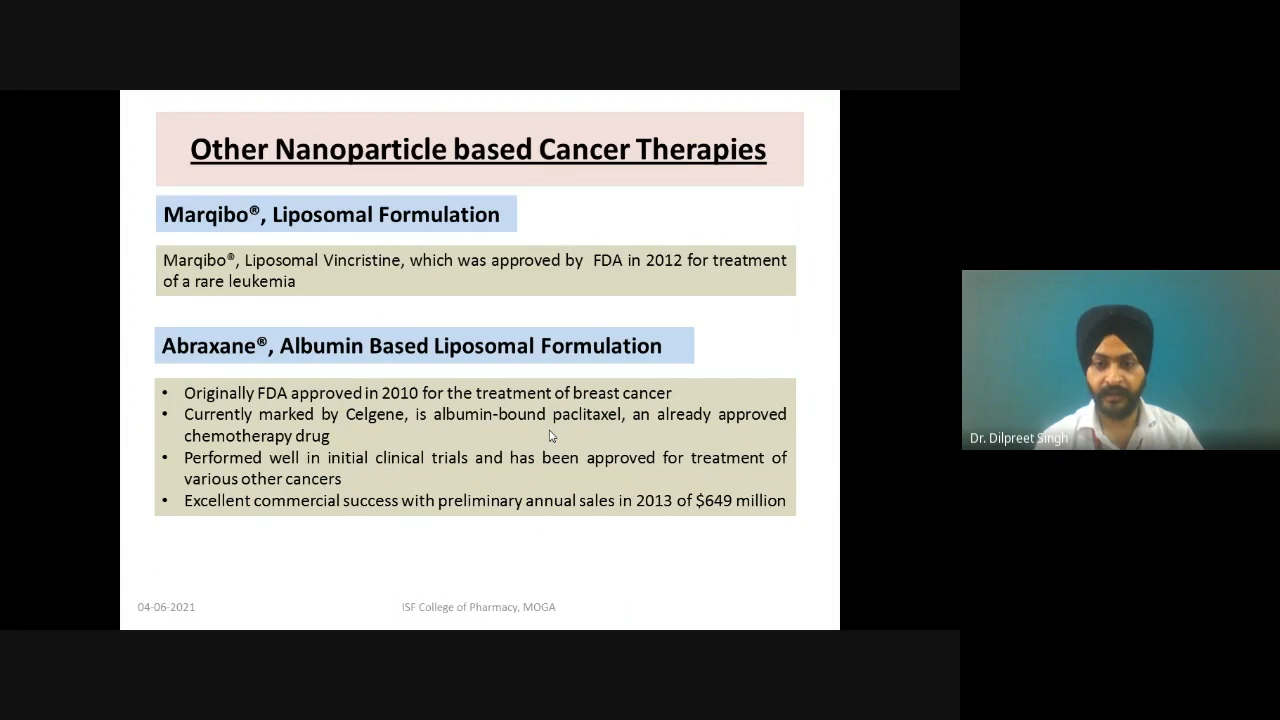 Other Nanoparticle based Cancer Therapies
Marqibo®, Liposomal Formulation
Marqibo®, Liposomal Vincristine, which was approved by FDA in 2012 for treatment
of a rare leukemia
Abraxane®, Albumin Based Liposomal Formulation
• Originally FDA approved in 2010 for the treatment of breast cancer
• Currently marked by Celgene, is albumin-bound paclitaxel, an already approved
chemotherapy drug
• Performed well in initial clinical trials and has been approved for treatment of
various other cancers
• Excellent commercial success with preliminary annual sales in 2013 of $649 million
04-06-2021
ISF College of Pharmacy, MOGA
Dr. Dilpreet Singh